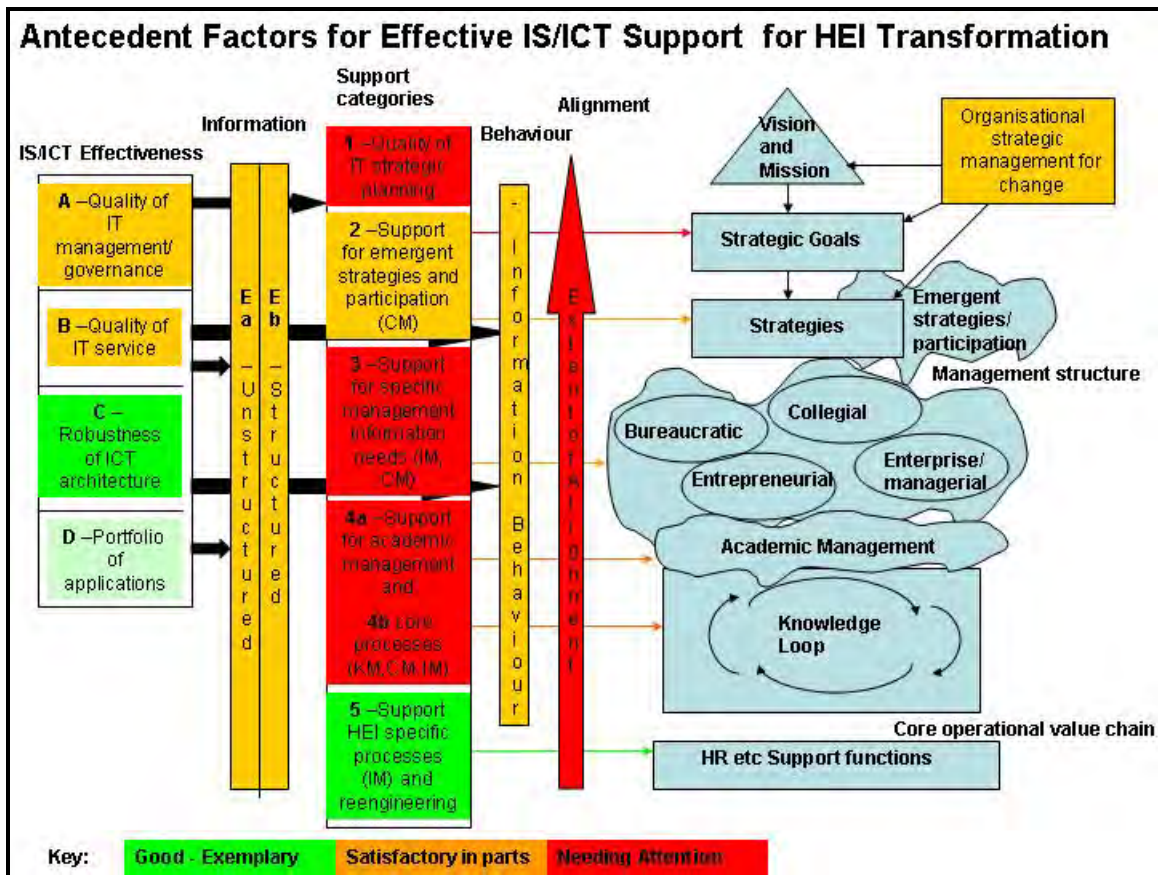 Antecedent Factors for Effective IS/ICT Support for HEI Transformation
IS/ICT Effectiveness
A –Quality of
IT
management/
governance
B –Quality of
IT service
C –
Robustness
of ICT
architecture
D –Portfolio
of
applications
Information
Ea – Unstructured
Eb – Structured
Support
categories
1 –Quality of
IT strategic
planning
2 –Support
for emergent
strategies and
participation
(CM)
3 –Support
for specific
management
information
needs (IM,
CM)
4a –Support
for academic
management
and
4b core
processes
(KM,CM IM)
5 –Support
HEI specific
processes
(IM) and
reengineering
Behaviour
- Information Behaviour
Alignment
Extent of Alignment
Vision
and
Mission
Organisational
strategic
management for
change
Strategic Goals
Strategies
Emergent
strategies/
participation
Management structure
Collegial
Bureaucratic
Entrepreneurial
Enterprise/
managerial
Academic Management
Knowledge
Loop
Core operational value chain
HR etc Support functions
Key:
Good - Exemplary
Satisfactory in parts
Needing Attention